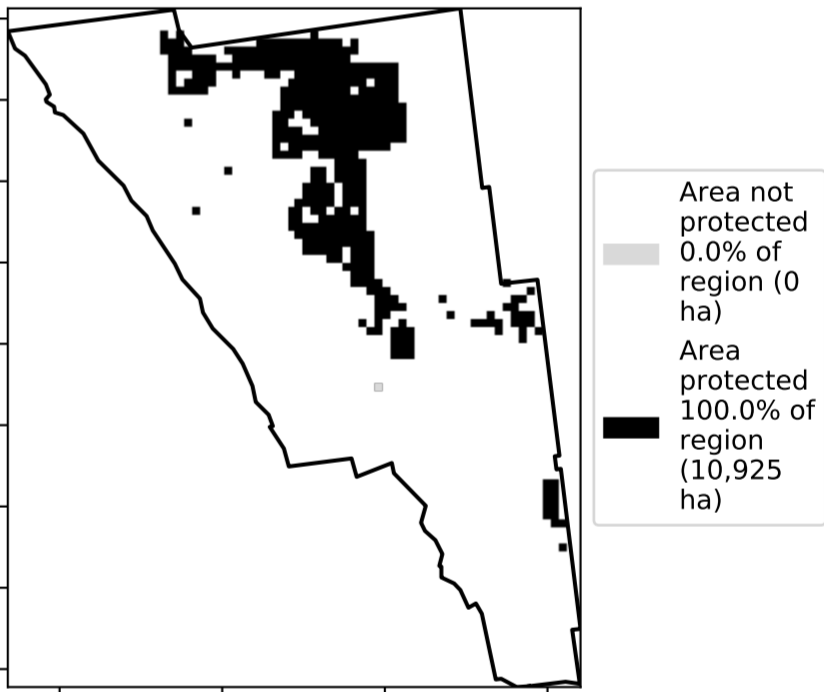 Area not
protected
0.0% of
region (0
ha)
Area
protected
100.0% of
region
(10,925
ha)